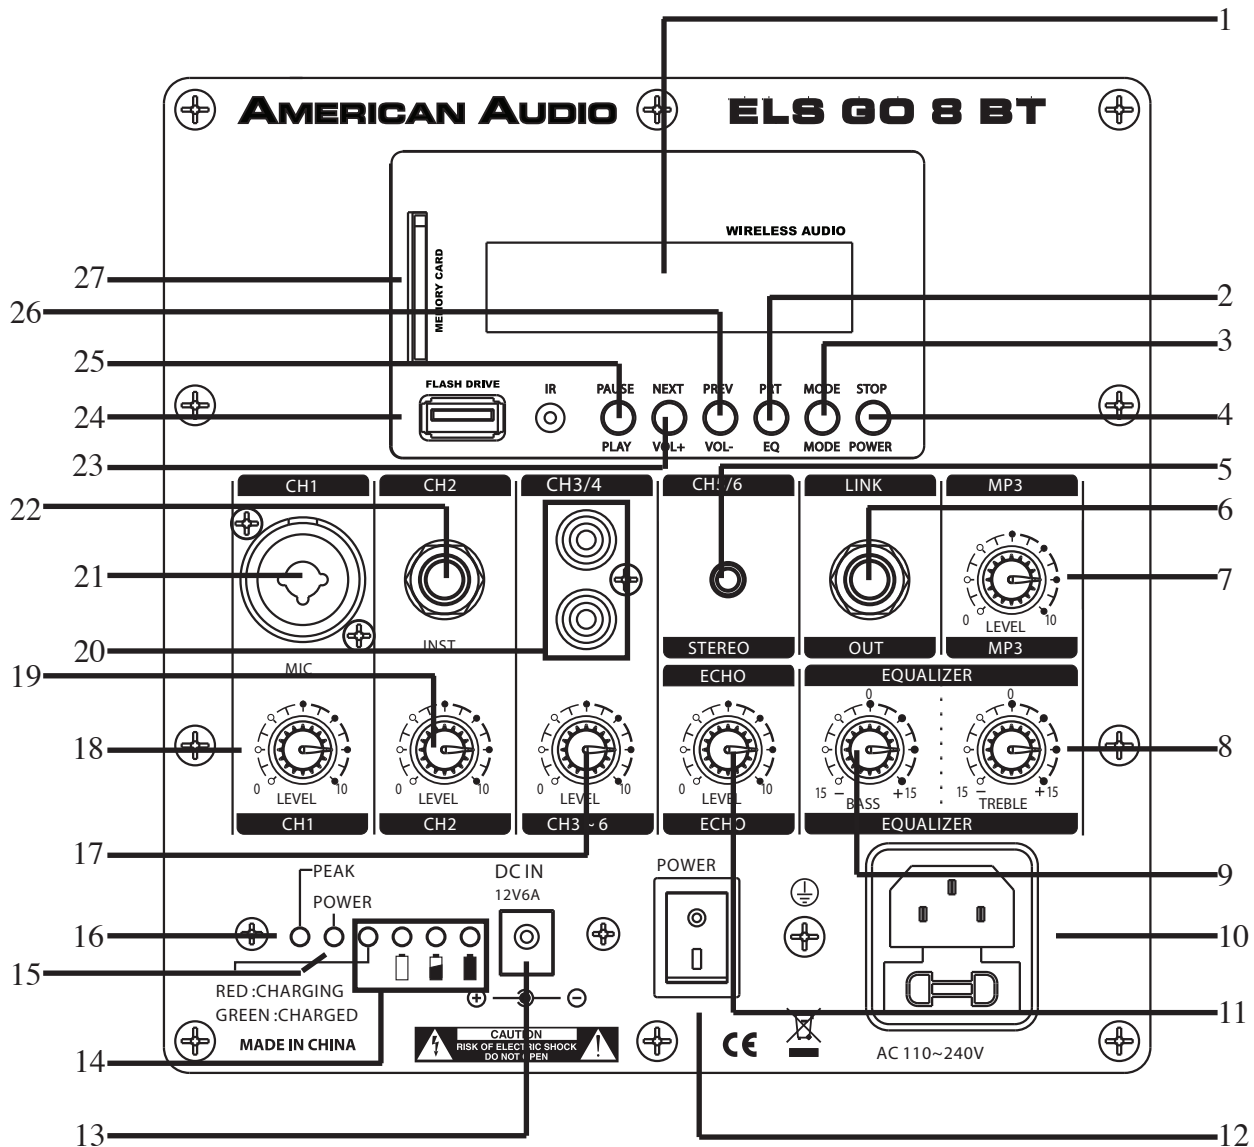 1
AMERICAN AUDIO
ELS GO 8 BT
WIRELESS AUDIO
MEMORY CARD
27
26
25
24
23
2
3
4
FLASH DRIVE
IR
PAUSE NEXT PREV PRT MODE STOP
PLAY VOL+ VOL- EQ MODE POWER
5
CH1 CH2 CH3/4 CH5/6 LINK MP3
22
6
21
7
0 LEVEL 10
20
MIC
INST
STEREO OUT MP3
ECHO EQUALIZER
19
0 0
18
8
0 LEVEL 10
0 LEVEL 10
0 LEVEL 10
0 LEVEL 10
15 - BASS +15
15 - TREBLE +15
CH1 CH2 CH3~6 ECHO EQUALIZER
17
9
PEAK
POWER
DC IN
12V6A
POWER
16
10
15
RED :CHARGING
GREEN :CHARGED
+ -
11
MADE IN CHINA
CAUTION
RISK OF ELECTRIC SHOCK
DO NOT OPEN
CE
AC 110~240V
14
13
12